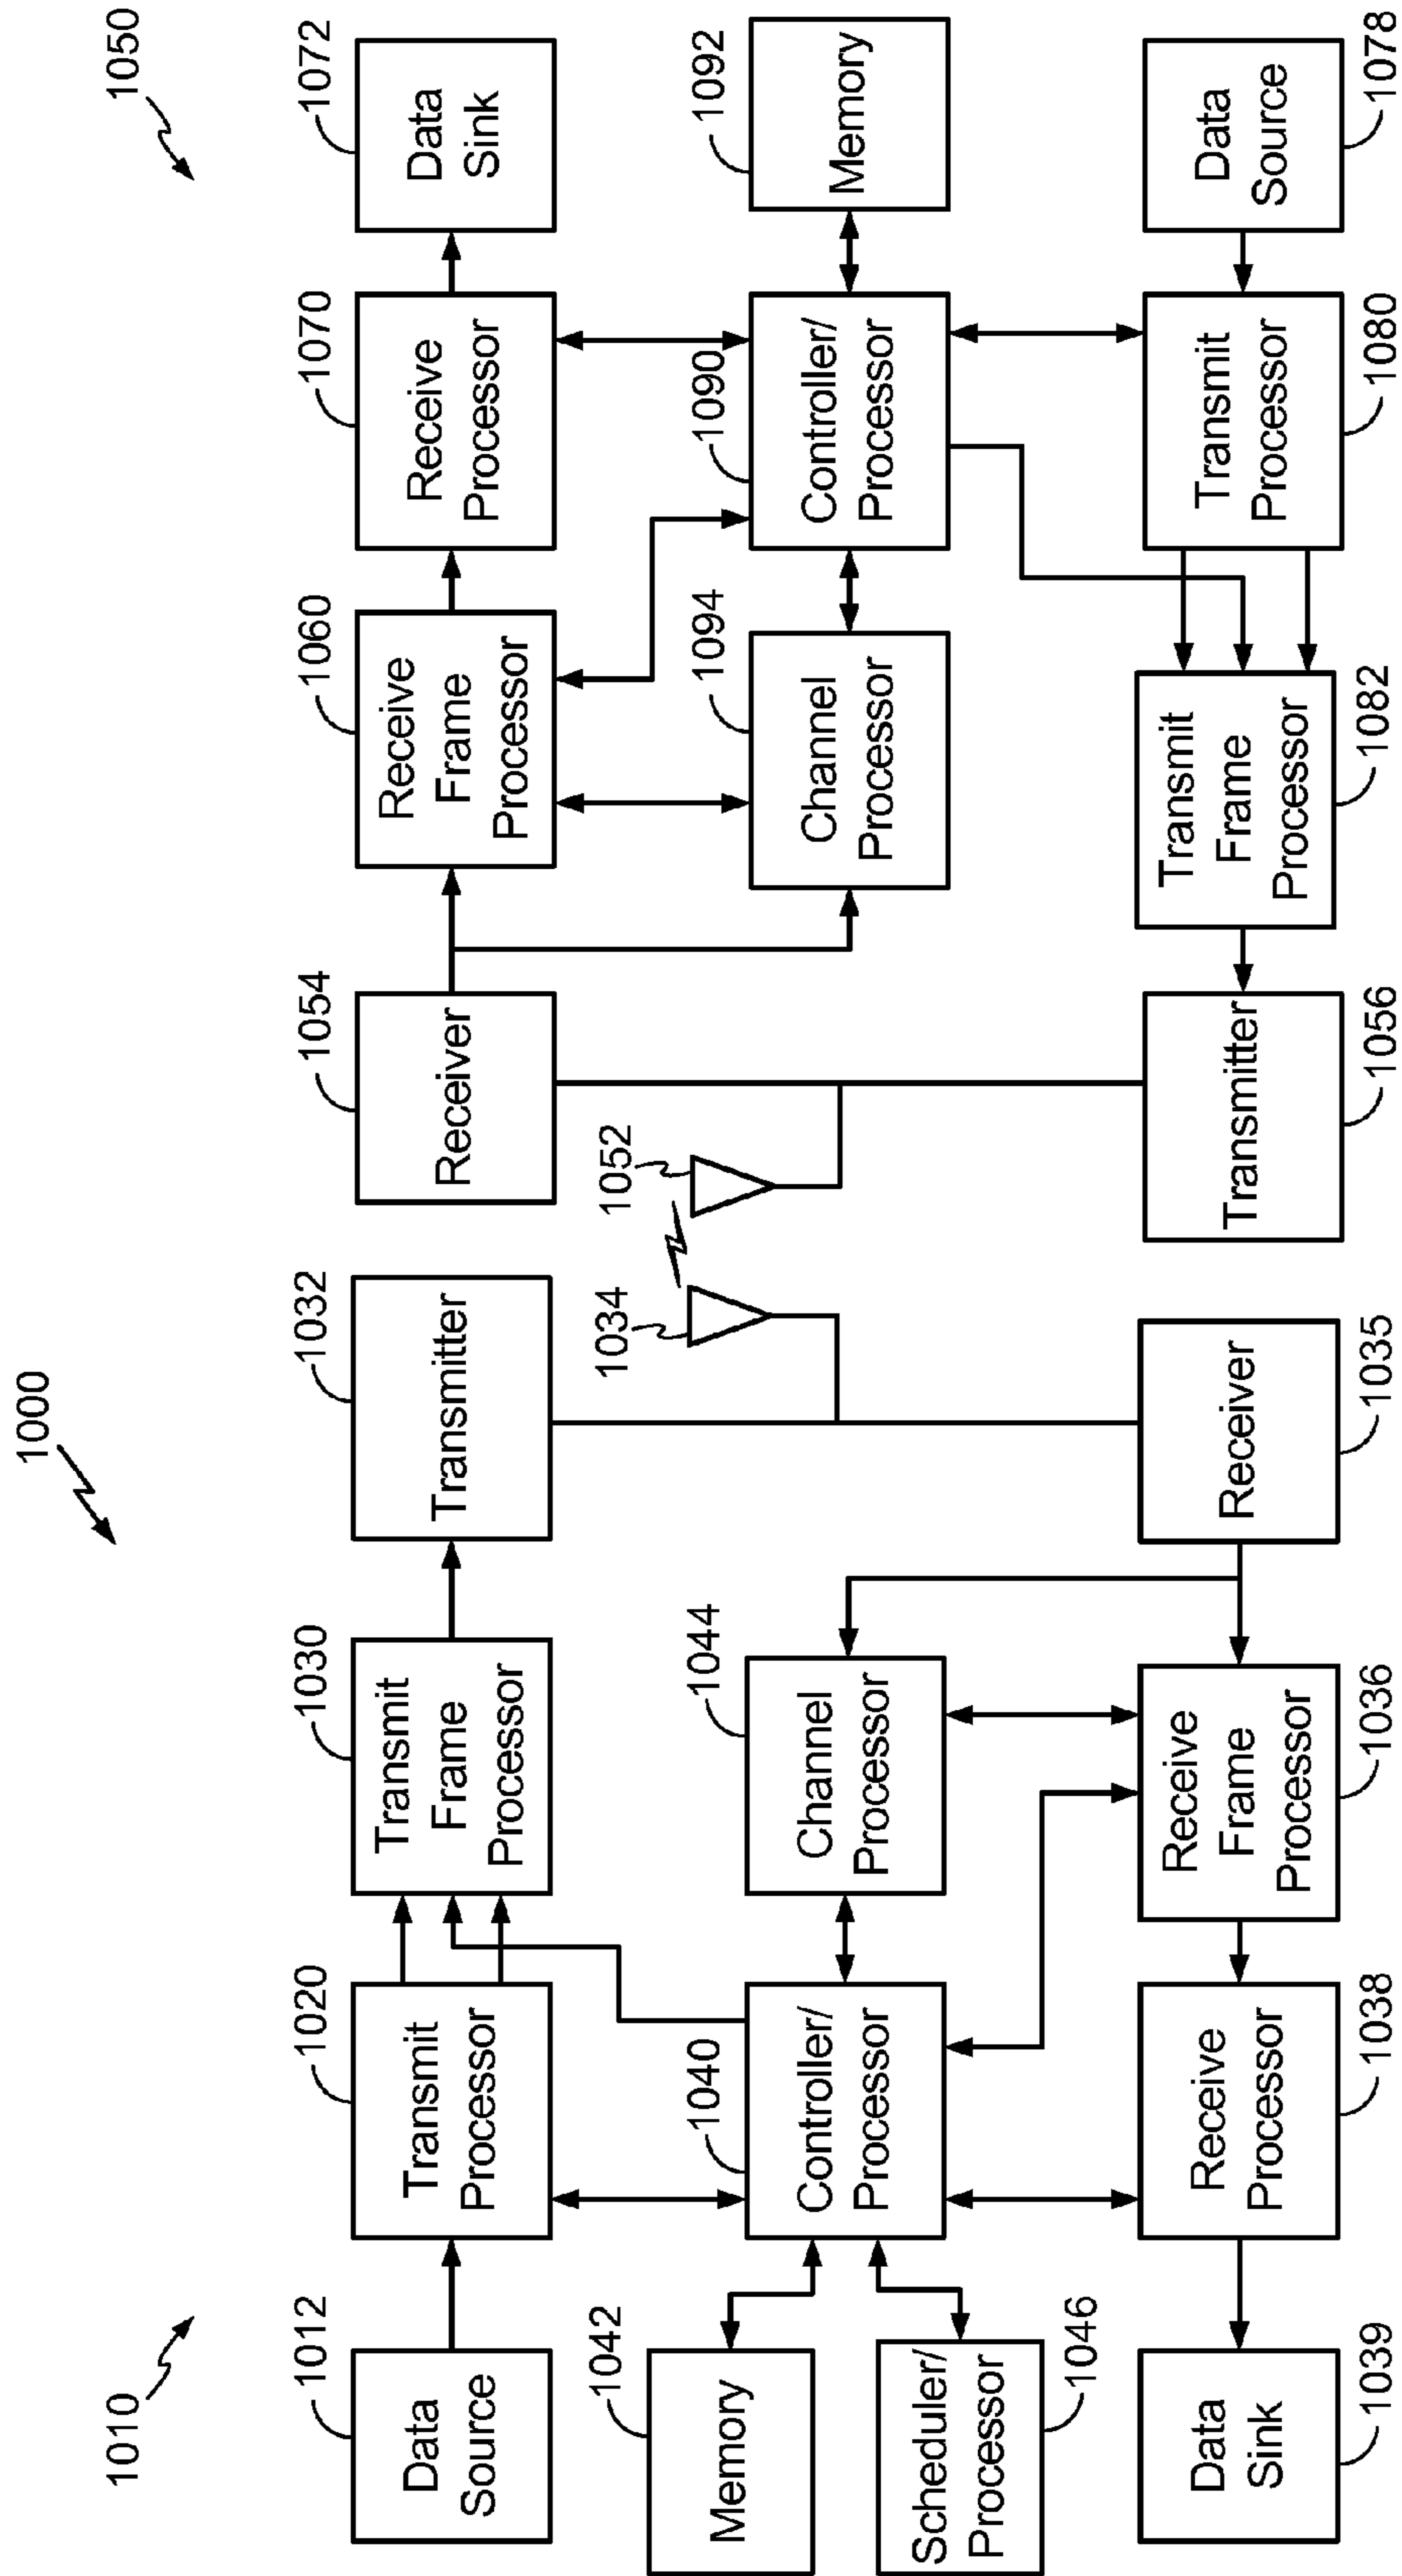 1000
1010
1050
1012
Data
Source
1020
Transmit
Processor
1030
Transmit
Frame
Processor
1032
Transmitter
1054
Receiver
1060
Receive
Frame
Processor
1070
Receive
Processor
1072
Data
Sink
1034
1052
1042
Memory
1040
Controller/
Processor
1044
Channel
Processor
1094
Channel
Processor
1090
Controller/
Processor
1092
Memory
Scheduler/
Processor
1046
Data
Sink
1039
Receive
Processor
1038
Receive
Frame
Processor
1036
Receiver
1035
Transmitter
1056
Transmit
Frame
Processor
1082
Transmit
Processor
1080
Data
Source
1078